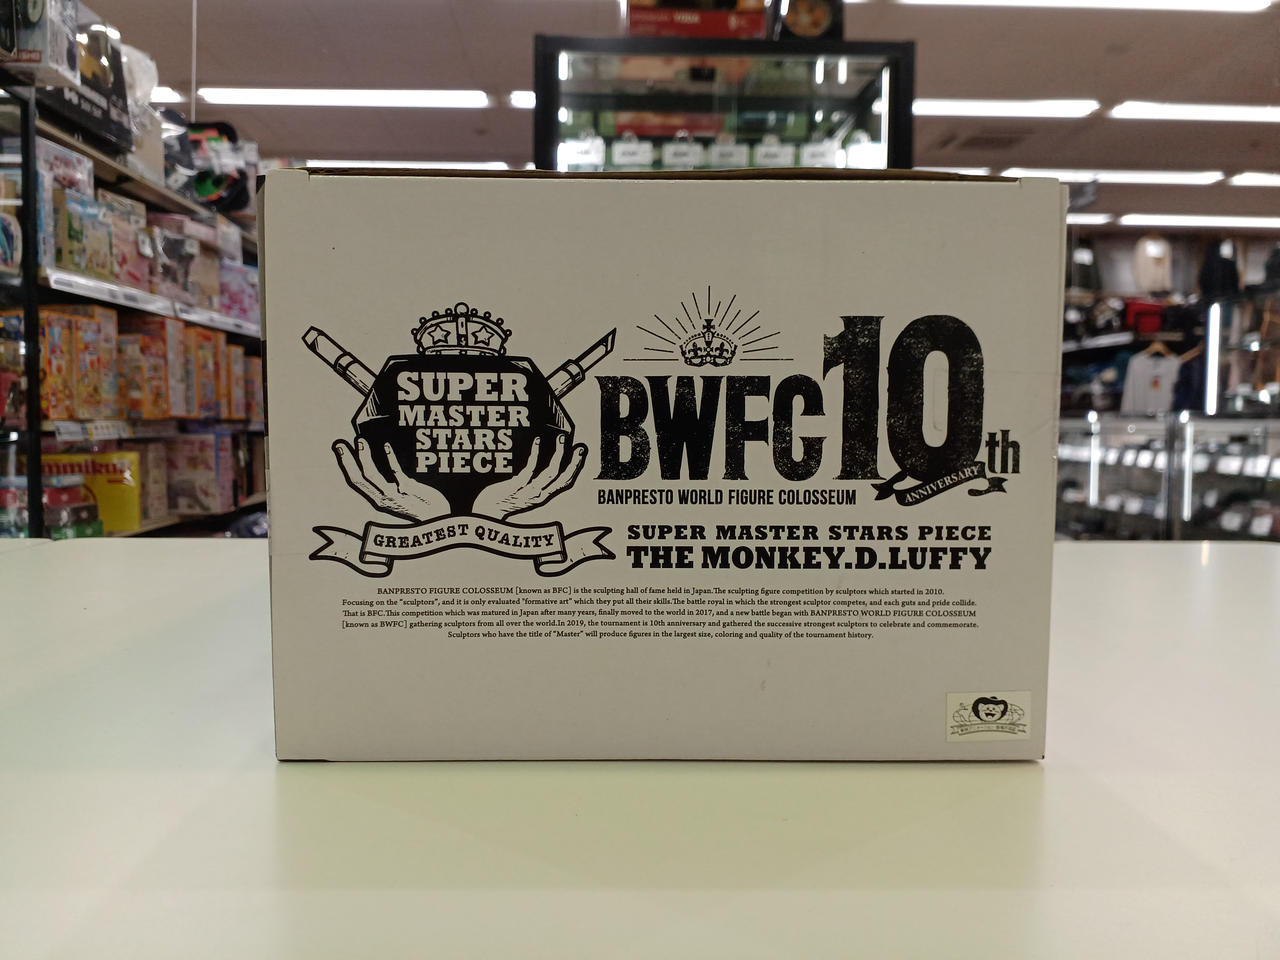 SUPER
MASTER
STARS
PIECE
GREATEST QUALITY
BWFC 10th
ANNIVERSARY
BANPRESTO WORLD FIGURE COLOSSEUM
SUPER MASTER STARS PIECE
THE MONKEY.D.LUFFY
BANPRESTO FIGURE COLOSSEUM [known as BFC] is the sculpting hall of fame held in Japan.The sculpting figure competition by sculptors which started in 2010.
Focusing on the "sculptors", and it is only evaluated "formative art" which they put all their skills.The battle royal in which the strongest sculptor competes, and each guts and pride collide.
That is BFC.This competition which was matured in Japan after many years, finally moved to the world in 2017, and a new battle began with BANPRESTO WORLD FIGURE COLOSSEUM
[known as BWFC] gathering sculptors from all over the world.In 2019, the tournament is 10th anniversary and gathered the successive strongest sculptors to celebrate and commemorate.
Sculptors who have the title of "Master" will produce figures in the largest size, coloring and quality of the tournament history.
mmiku